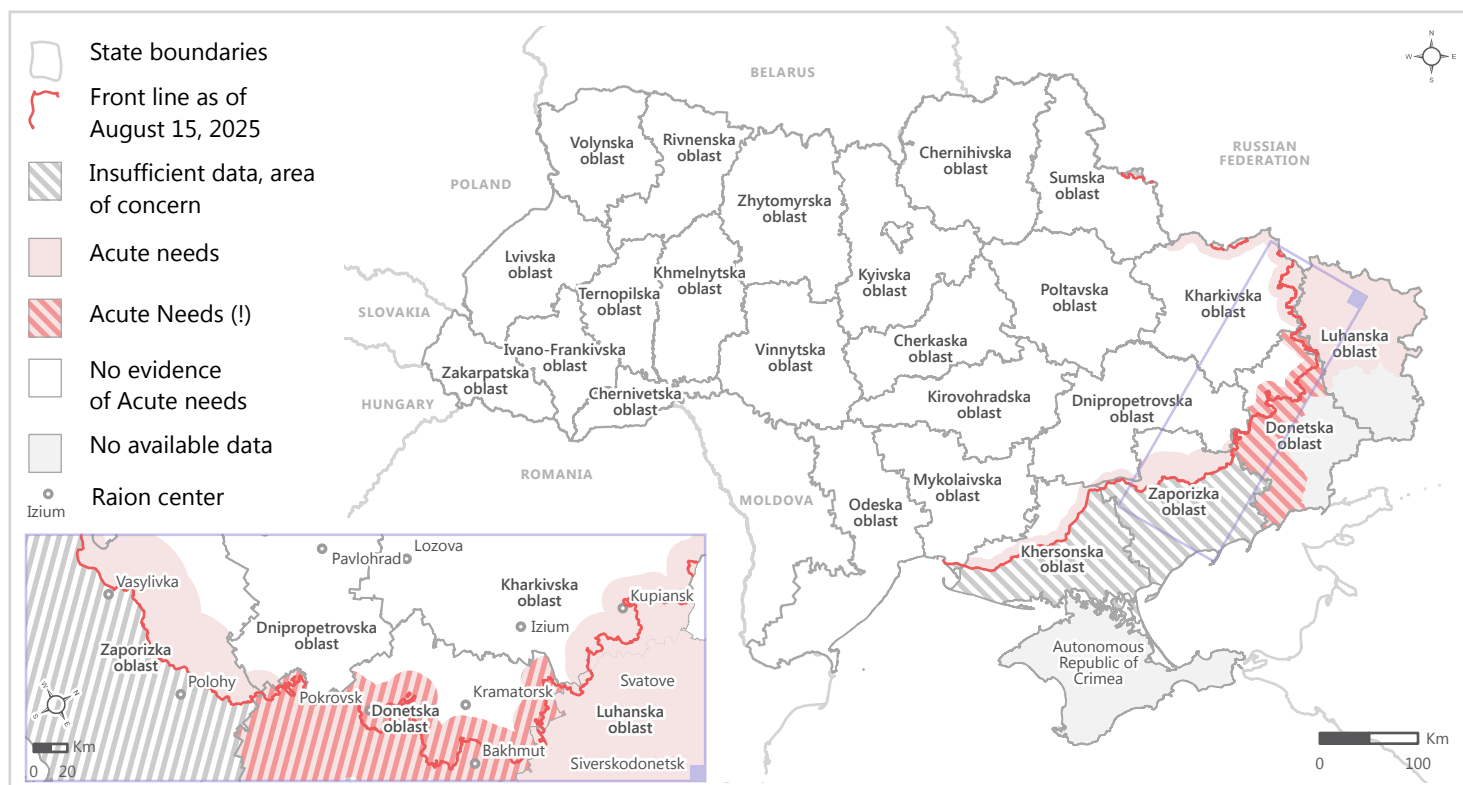 State boundaries
Front line as of
August 15, 2025
Insufficient data, area
of concern
Acute needs
Acute Needs (!)
No evidence
of Acute needs
No available data
Raion center
Izium
BELARUS
RUSSIAN
FEDERATION
POLAND
SLOVAKIA
HUNGARY
ROMANIA
MOLDOVA
Volynska
oblast
Rivnenska
oblast
Zhytomyrska
oblast
Chernihivska
oblast
Sumska
oblast
Lvivska
oblast
Ternopilska
oblast
Khmelnytska
oblast
Kyivska
oblast
Poltavska
oblast
Kharkivska
oblast
Luhanska
oblast
Zakarpatska
oblast
Ivano-Frankivska
oblast
Chernivetska
oblast
Vinnytska
oblast
Cherkaska
oblast
Kirovohradska
oblast
Dnipropetrovska
oblast
Donetska
oblast
Odeska
oblast
Mykolaivska
oblast
Zaporizka
oblast
Khersonska
oblast
Autonomous
Republic of
Crimea
N
W E
S
Km
0 100
Vasylivka
Pavlohrad
Lozova
Kharkivska
oblast
Kupiansk
Izium
Dnipropetrovska
oblast
Zaporizka
oblast
Polohy
Pokrovsk
Donetska
oblast
Kramatorsk
Svatove
Luhanska
oblast
Bakhmut
Siverskodonetsk
N
W E
S
Km
0 20